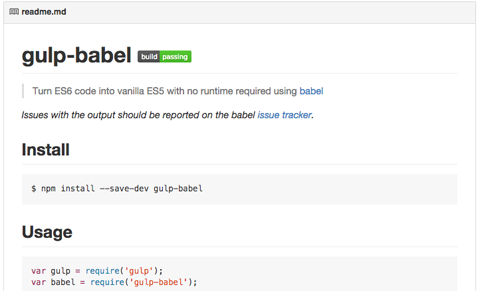 readme.md
gulp-babel build passing
Turn ES6 code into vanilla ES5 with no runtime required using babel
Issues with the output should be reported on the babel issue tracker.
Install
$ npm install --save-dev gulp-babel
Usage
var gulp = require('gulp');
var babel = require('gulp-babel');